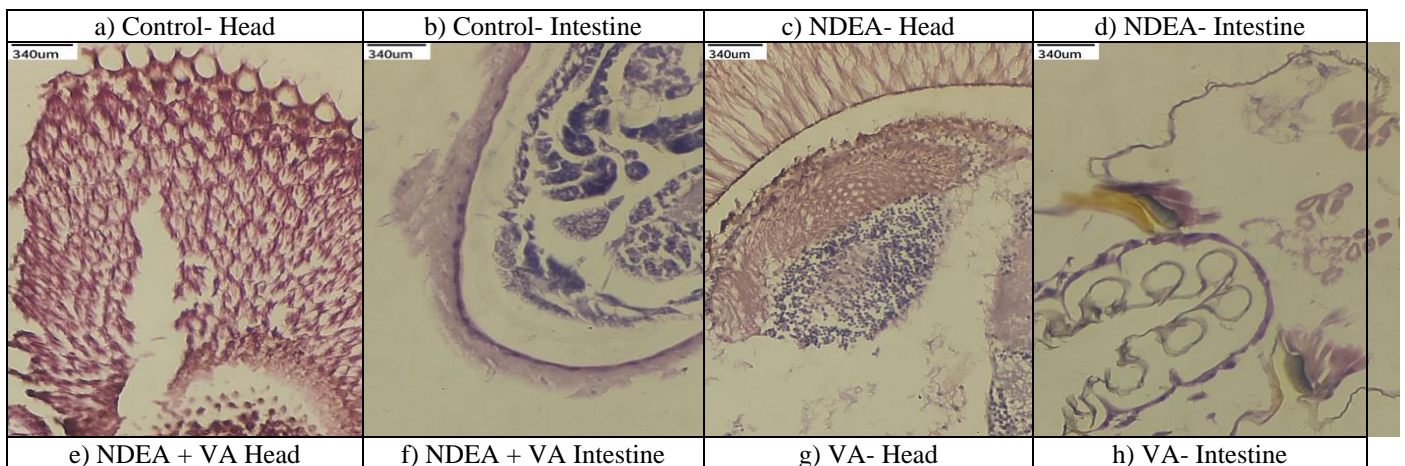 a) Control- Head
b) Control- Intestine
c) NDEA- Head
d) NDEA- Intestine
340um
340um
340um
340um
e) NDEA + VA Head
f) NDEA + VA Intestine
g) VA- Head
h) VA- Intestine